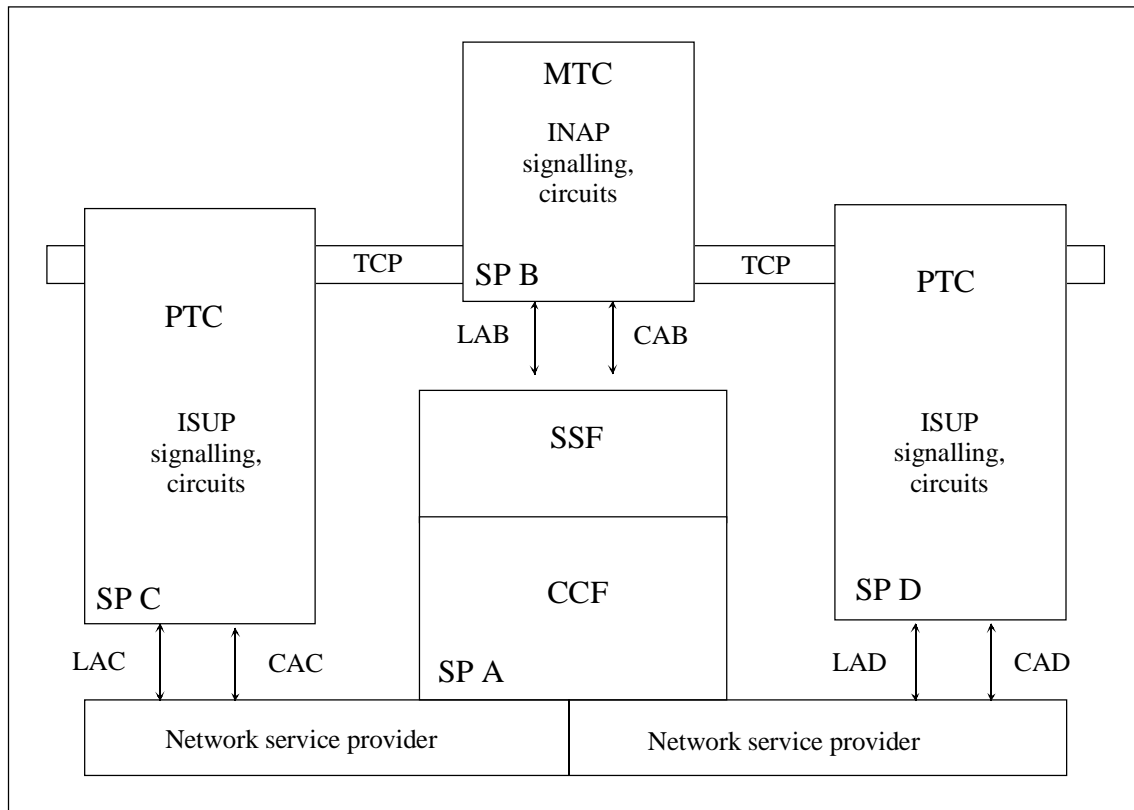 MTC
INAP
signalling,
circuits
SP B
TCP
TCP
PTC
ISUP
signalling,
circuits
SP C
PTC
ISUP
signalling,
circuits
SP D
LAB
CAB
SSF
CCF
SP A
LAC
CAC
LAD
CAD
Network service provider
Network service provider